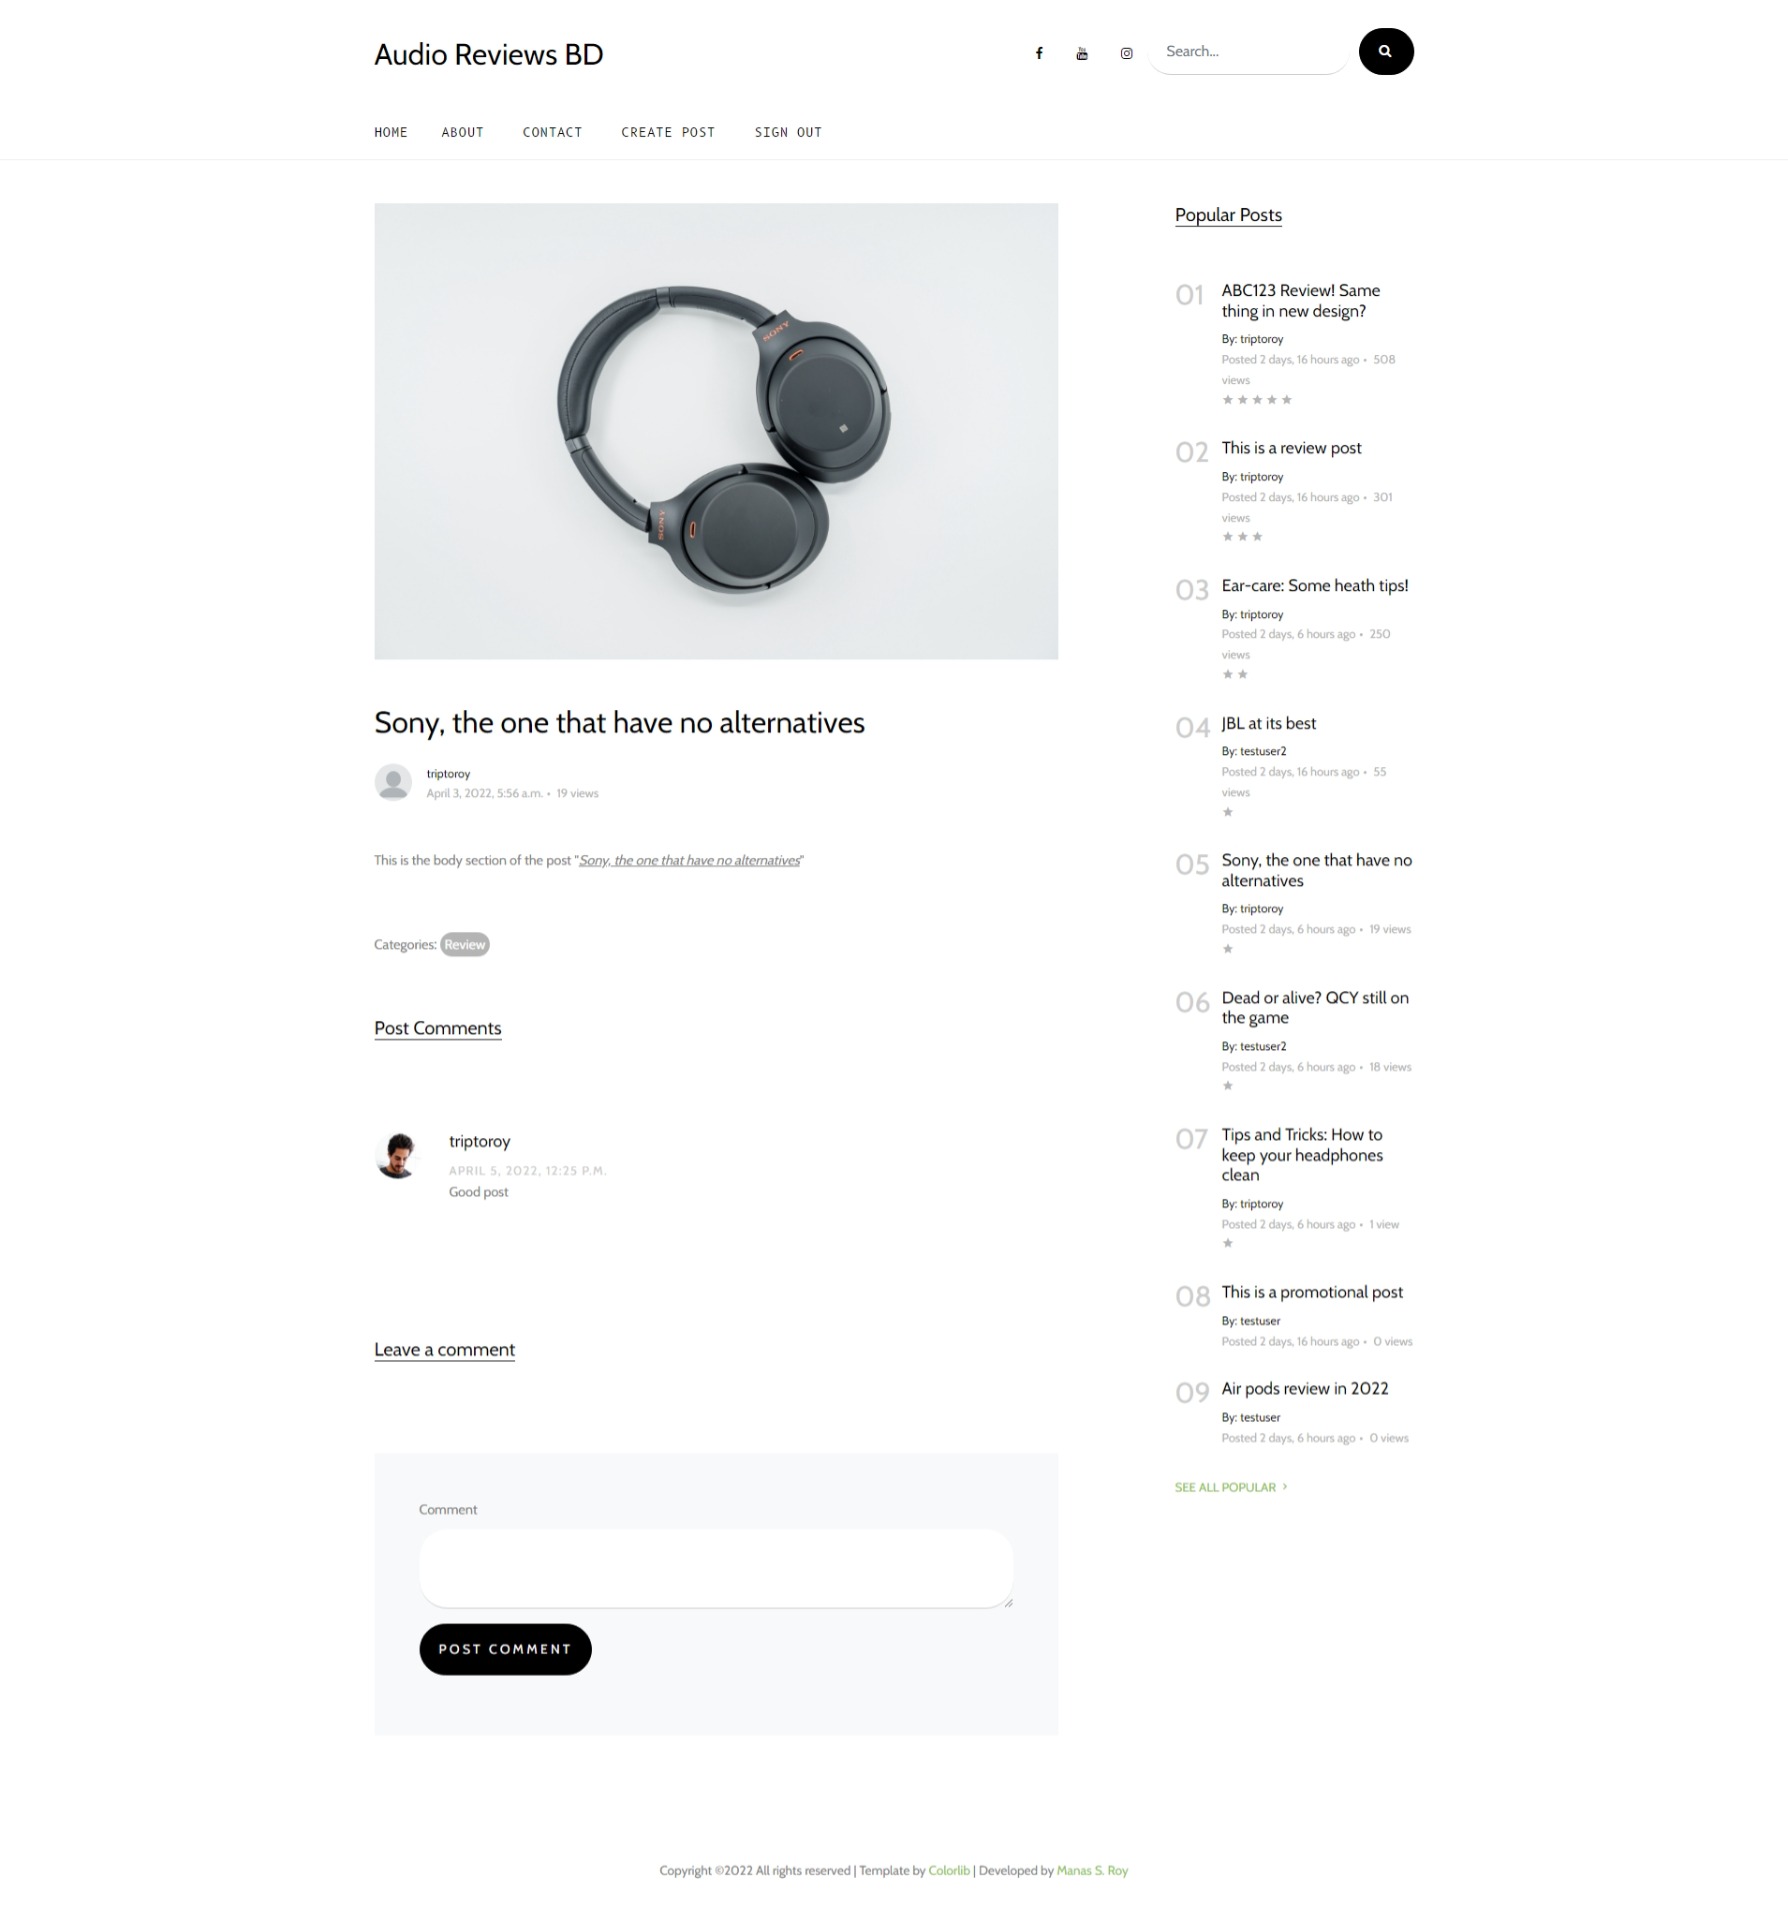 Audio Reviews BD
Search...
HOME ABOUT CONTACT CREATE POST SIGN OUT
SONY
SONY
Sony, the one that have no alternatives
triptoroy
April 3, 2022, 5:56 a.m. • 19 views
This is the body section of the post "Sony, the one that have no alternatives"
Categories: Review
Post Comments
triptoroy
APRIL 5, 2022, 12:25 P.M.
Good post
Leave a comment
Comment
POST COMMENT
Popular Posts
01 ABC123 Review! Same
thing in new design?
By: triptoroy
Posted 2 days, 16 hours ago • 508
views
02 This is a review post
By: triptoroy
Posted 2 days, 16 hours ago • 301
views
03 Ear-care: Some heath tips!
By: triptoroy
Posted 2 days, 6 hours ago • 250
views
04 JBL at its best
By: testuser2
Posted 2 days, 16 hours ago • 55
views
05 Sony, the one that have no
alternatives
By: triptoroy
Posted 2 days, 6 hours ago • 19 views
06 Dead or alive? QCY still on
the game
By: testuser2
Posted 2 days, 6 hours ago • 18 views
07 Tips and Tricks: How to
keep your headphones
clean
By: triptoroy
Posted 2 days, 6 hours ago • 1 view
08 This is a promotional post
By: testuser
Posted 2 days, 16 hours ago • 0 views
09 Air pods review in 2022
By: testuser
Posted 2 days, 6 hours ago • 0 views
SEE ALL POPULAR >
Copyright ©2022 All rights reserved | Template by Colorlib | Developed by Manas S. Roy